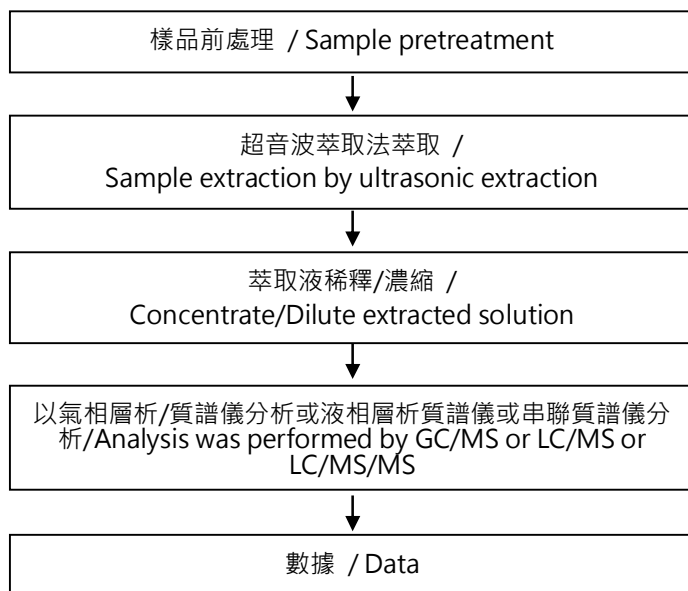 樣品前處理 / Sample pretreatment
超音波萃取法萃取 /
Sample extraction by ultrasonic extraction
萃取液稀釋/濃縮 /
Concentrate/Dilute extracted solution
以氣相層析/質譜儀分析或液相層析質譜儀或串聯質譜儀分
析/Analysis was performed by GC/MS or LC/MS or
LC/MS/MS
數據 / Data